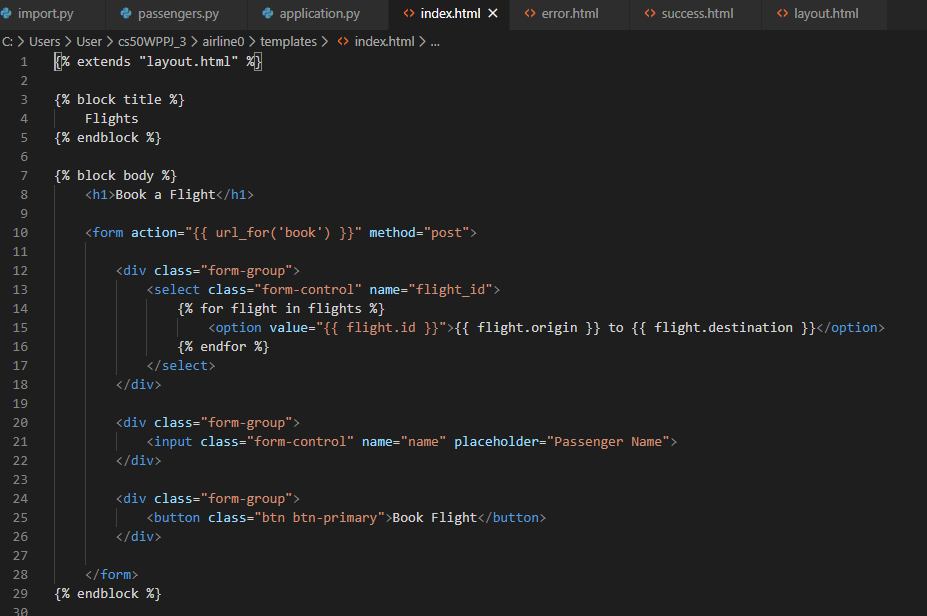 import.py passengers.py application.py index.html error.html success.html layout.html
C: > Users > User > cs50WPPJ_3 > airline0 > templates > index.html > ...
1 {% extends "layout.html" %}
2
3 {% block title %}
4 Flights
5 {% endblock %}
6
7 {% block body %}
8 <h1>Book a Flight</h1>
9
10 <form action="{{ url_for('book') }}" method="post">
11
12 <div class="form-group">
13 <select class="form-control" name="flight_id">
14 {% for flight in flights %}
15 <option value="{{ flight.id }}">{{ flight.origin }} to {{ flight.destination }}</option>
16 {% endfor %}
17 </select>
18 </div>
19
20 <div class="form-group">
21 <input class="form-control" name="name" placeholder="Passenger Name">
22 </div>
23
24 <div class="form-group">
25 <button class="btn btn-primary">Book Flight</button>
26 </div>
27
28 </form>
29 {% endblock %}
30